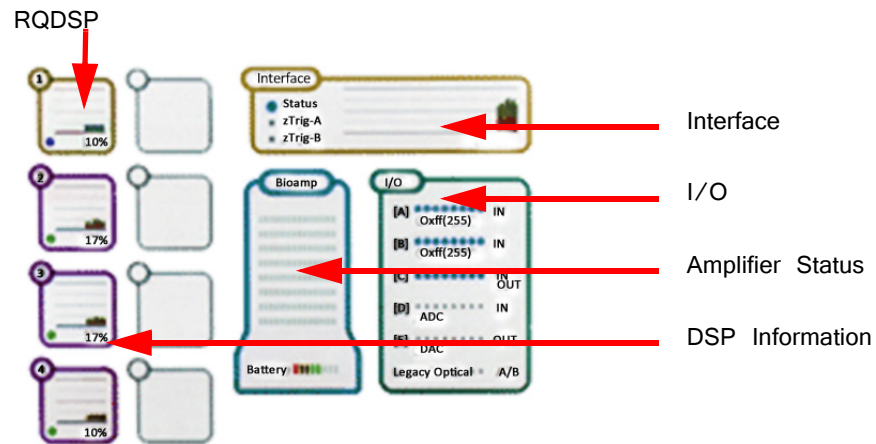 RQDSP
1
10%
2
17%
3
17%
4
10%
Interface
Status
zTrig-A
zTrig-B
Bioamp
Battery
I/O
[A] IN
Oxff(255)
[B] IN
Oxff(255)
[C] IN
OUT
[D] IN
ADC
[E] OUT
DAC
Legacy Optical A/B
Interface
I/O
Amplifier Status
DSP Information